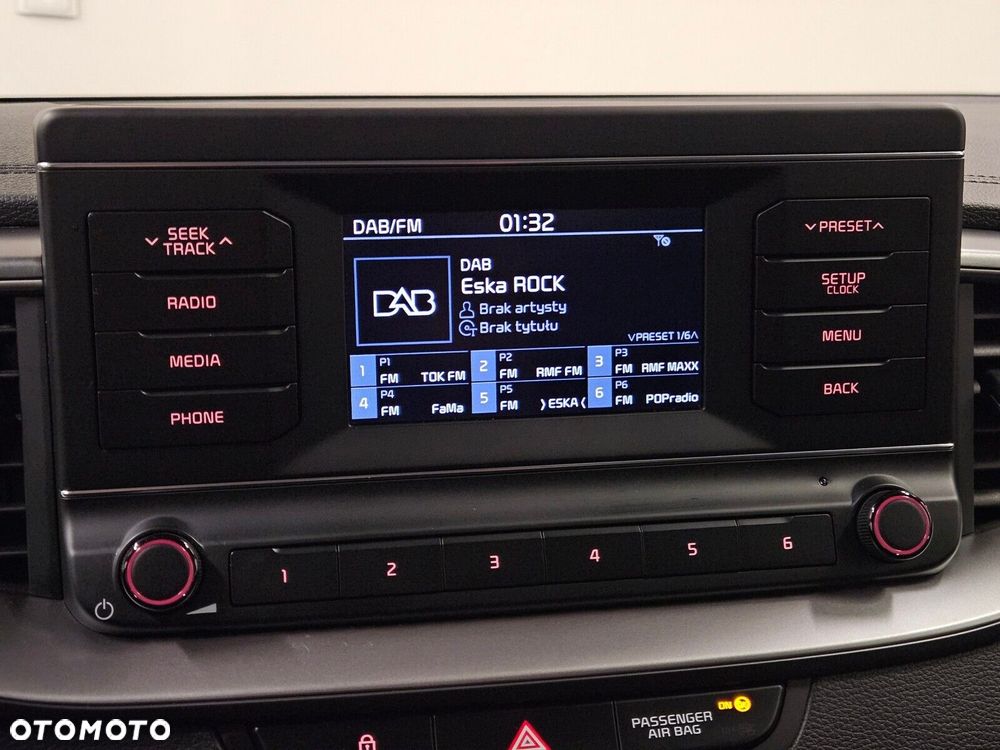 DAB/FM 01:32
SEEK
TRACK
RADIO
MEDIA
PHONE
DAB
DAB
Eska ROCK
Brak artysty
Brak tytułu
PRESET 1/6
1 P1 FM TOK FM
2 P2 FM RMF FM
3 P3 FM RMF MAXX
4 P4 FM FaMa
5 P5 FM )ESKA(
6 P6 FM POPradio
PRESET
SETUP
CLOCK
MENU
BACK
1 2 3 4 5 6
PASSENGER
AIR BAG
ON
OTOMOTO